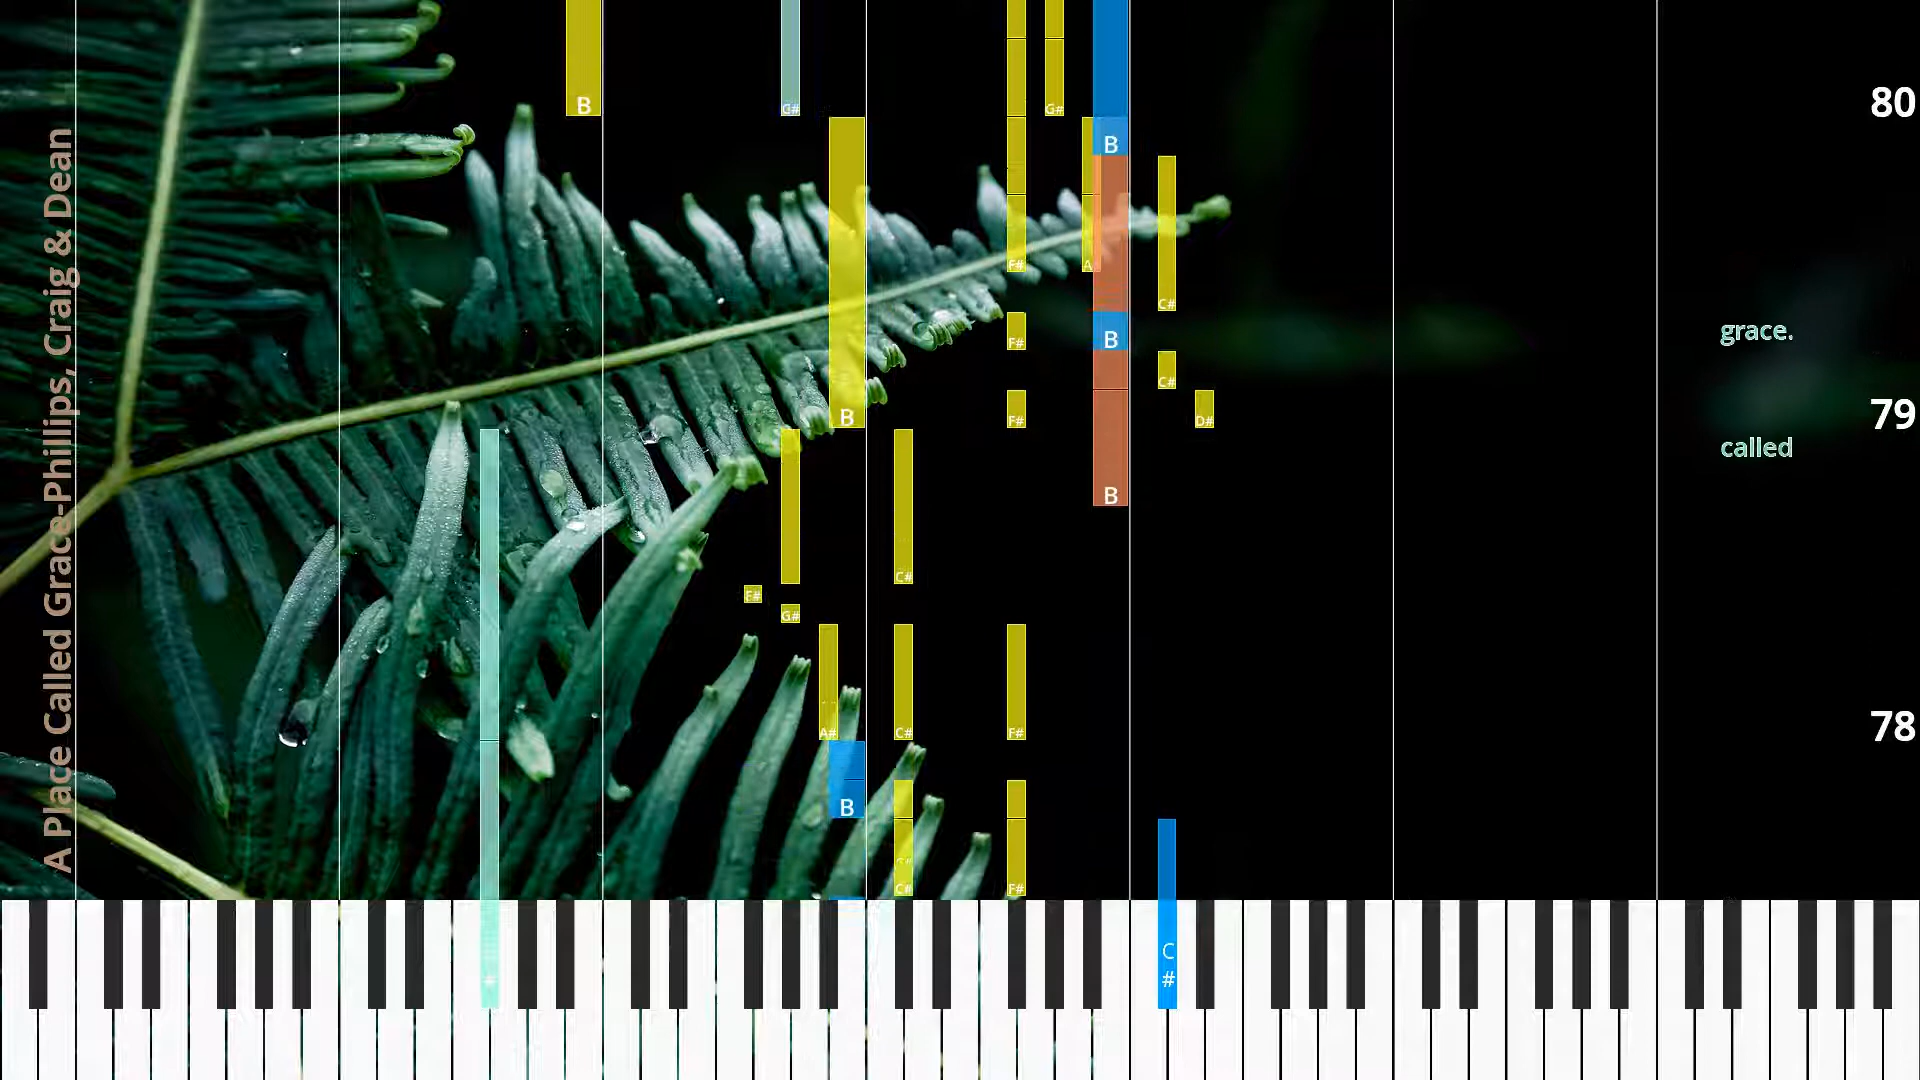 A Place Called Grace-Phillips, Craig & Dean
B
C#
G#
80
B
F#
A
C#
grace.
F#
B
C#
B
F#
D#
79
called
B
C#
F#
G#
A#
C#
F#
78
B
C#
F#
C
#
#